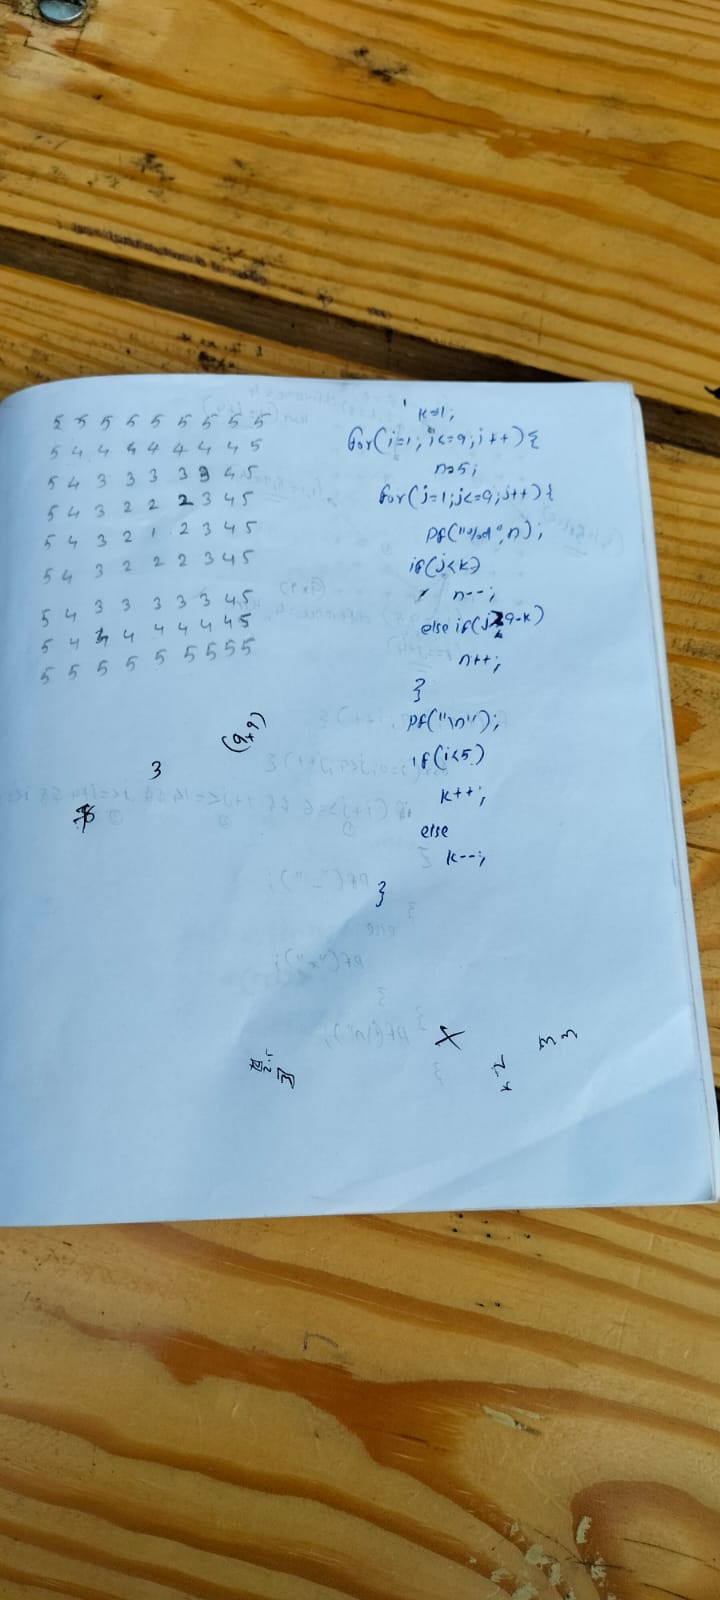 5 5 5 5 5 5 5 5 5
5 4 4 4 4 4 4 4 5
5 4 3 3 3 3 3 4 5
5 4 3 2 2 2 3 4 5
5 4 3 2 1 2 3 4 5
5 4 3 2 2 2 3 4 5
5 4 3 3 3 3 3 4 5
5 4 4 4 4 4 4 4 5
5 5 5 5 5 5 5 5 5
(9x9)
3
k=1;
for(i=1; i<=9; i++){
n=5;
for(j=1; j<=9; j++){
pf("%d", n);
if(j<k)
n--;
else if(j 9-k)
n++;
}
pf("\n");
if(i<5)
k++;
else
k--;
}